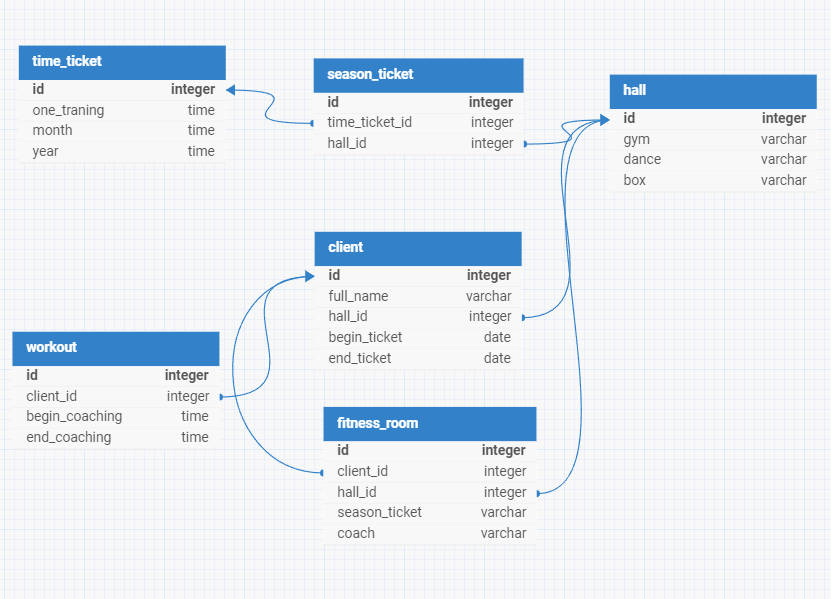 time_ticket
id integer
one_traning time
month time
year time
season_ticket
id integer
time_ticket_id integer
hall_id integer
hall
id integer
gym varchar
dance varchar
box varchar
client
id integer
full_name varchar
hall_id integer
begin_ticket date
end_ticket date
workout
id integer
client_id integer
begin_coaching time
end_coaching time
fitness_room
id integer
client_id integer
hall_id integer
season_ticket varchar
coach varchar